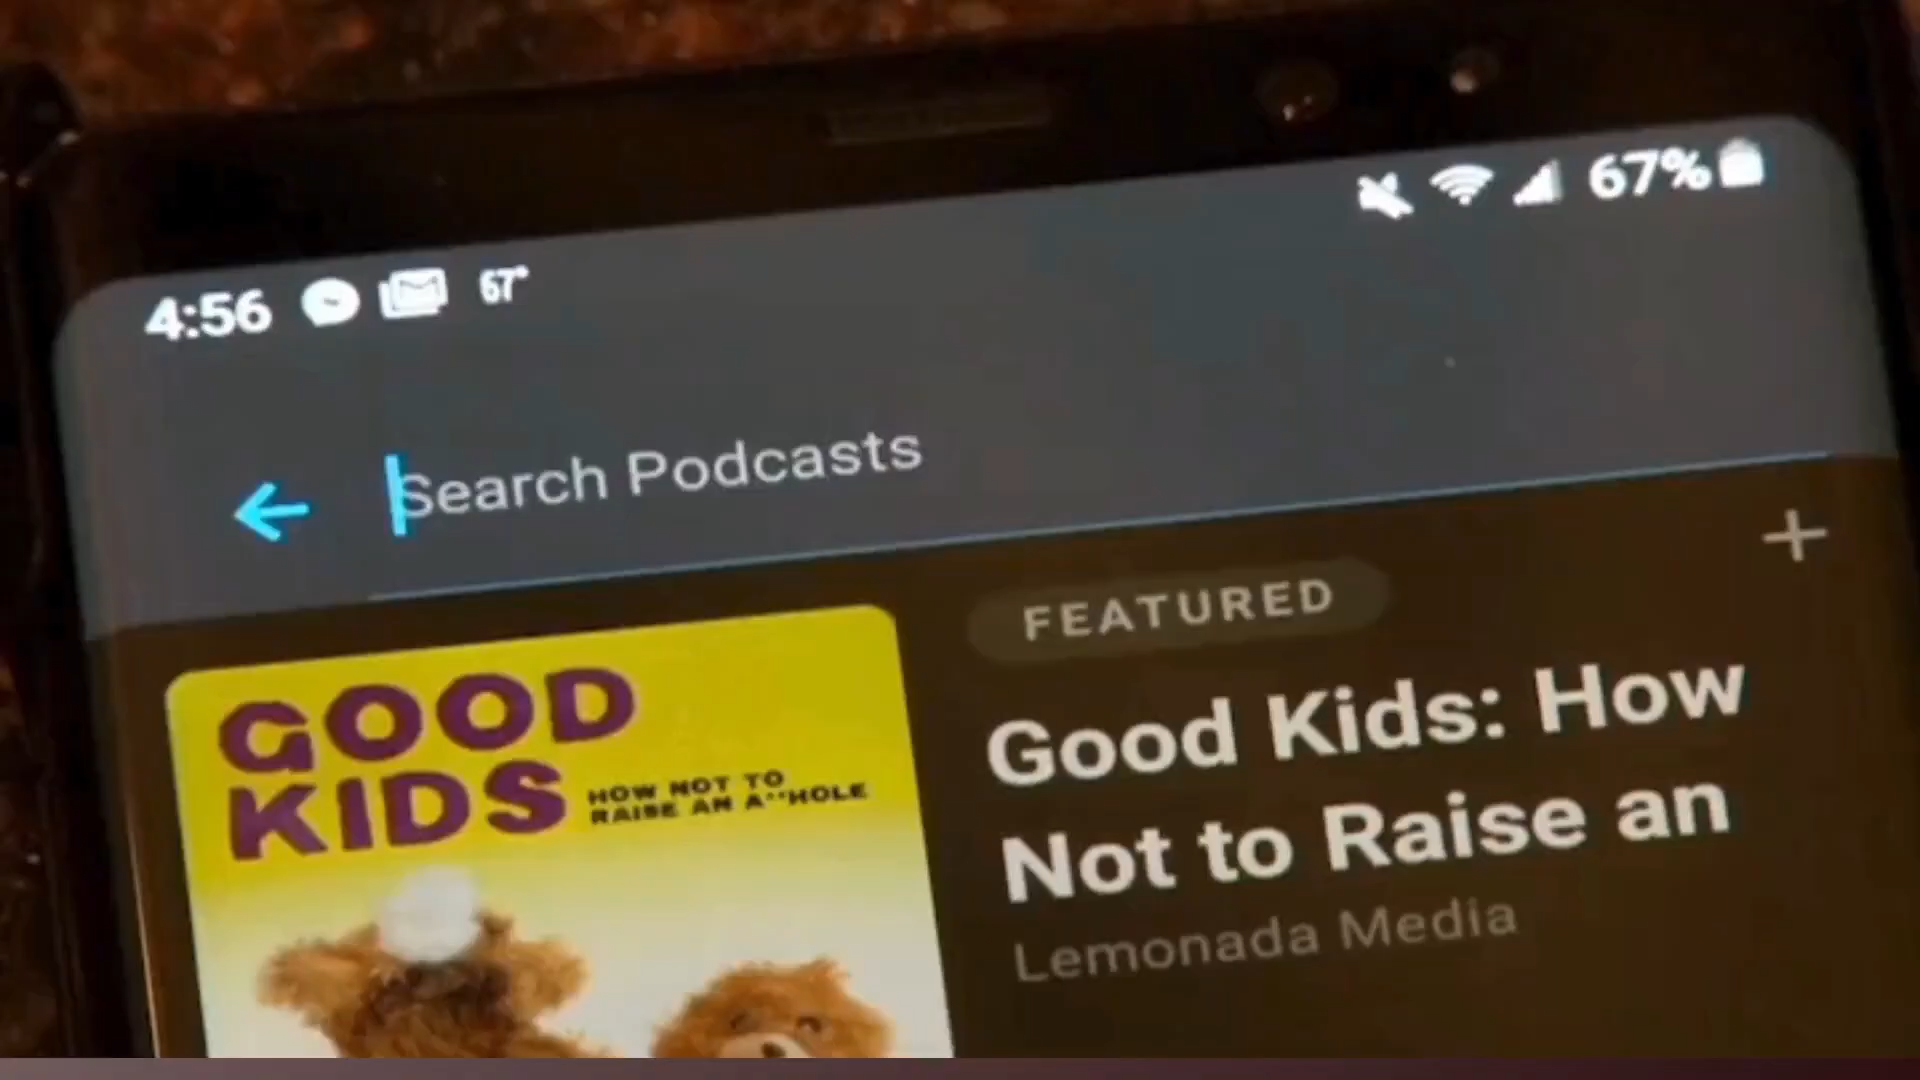 4:56 67° 67%
Search Podcasts
FEATURED
GOOD
KIDS
HOW NOT TO
RAISE AN A**HOLE
Good Kids: How
Not to Raise an
Lemonada Media